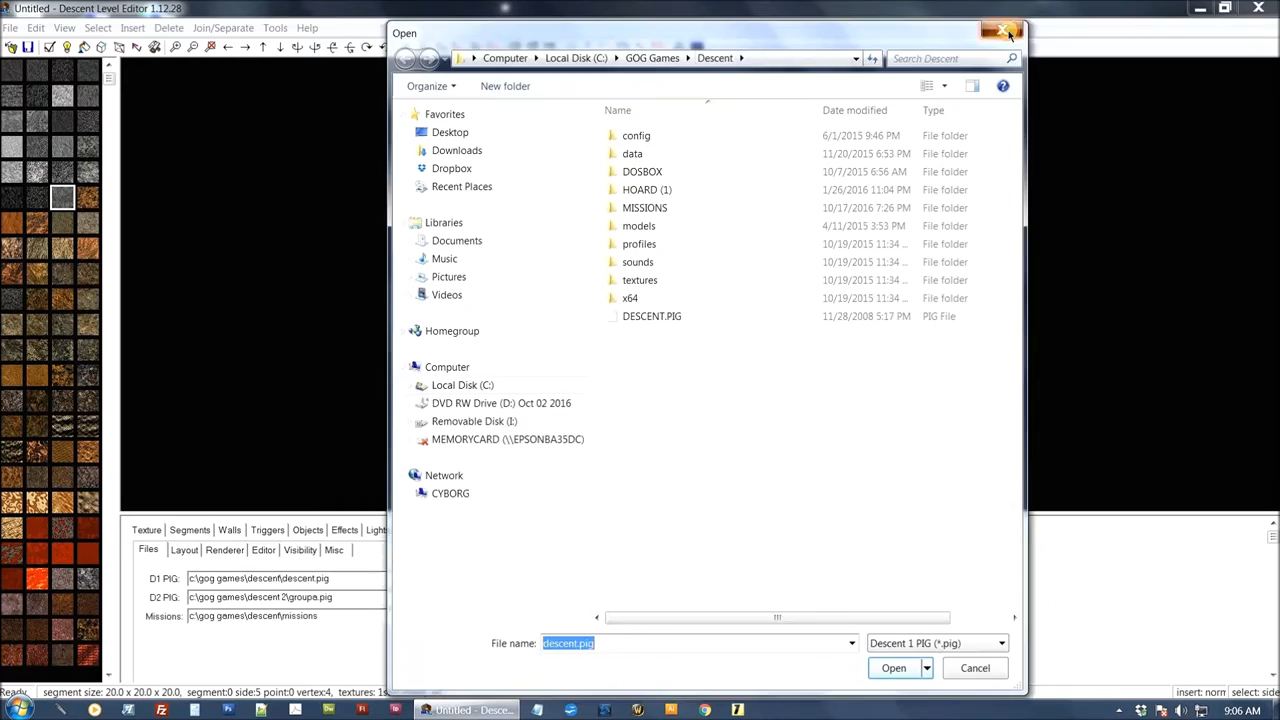 Untitled - Descent Level Editor 1.12.28
File Edit View Select Insert Delete Join/Separate Tools Help
Open
Computer Local Disk (C:) GOG Games Descent
Search Descent
Organize New folder
Name Date modified Type
Favorites
Desktop
Downloads
Dropbox
Recent Places
Libraries
Documents
Music
Pictures
Videos
Homegroup
Computer
Local Disk (C:)
DVD RW Drive (D:) Oct 02 2016
Removable Disk (I:)
MEMORYCARD (\\EPSONBA35DC)
Network
CYBORG
config 6/1/2015 9:46 PM File folder
data 11/20/2015 6:53 PM File folder
DOSBOX 10/7/2015 6:56 AM File folder
HOARD (1) 1/26/2016 11:04 PM File folder
MISSIONS 10/17/2016 7:26 PM File folder
models 4/11/2015 3:53 PM File folder
profiles 10/19/2015 11:34 .. File folder
sounds 10/19/2015 11:34 .. File folder
textures 10/19/2015 11:34 .. File folder
x64 10/19/2015 11:34 .. File folder
DESCENT.PIG 11/28/2008 5:17 PM PIG File
File name: descent.pig Descent 1 PIG (*.pig)
Open Cancel
Texture Segments Walls Triggers Objects Effects Light
Files Layout Renderer Editor Visibility Misc
D1 PIG: c:\gog games\descent\descent.pig
D2 PIG: c:\gog games\descent 2\groupa.pig
Missions: c:\gog games\descent\missions
Ready segment size: 20.0 x 20.0 x 20.0, segment:0 side:5 point:0 vertex:4, textures: 1s
insert: norm select: side
Untitled - Desce...
9:06 AM